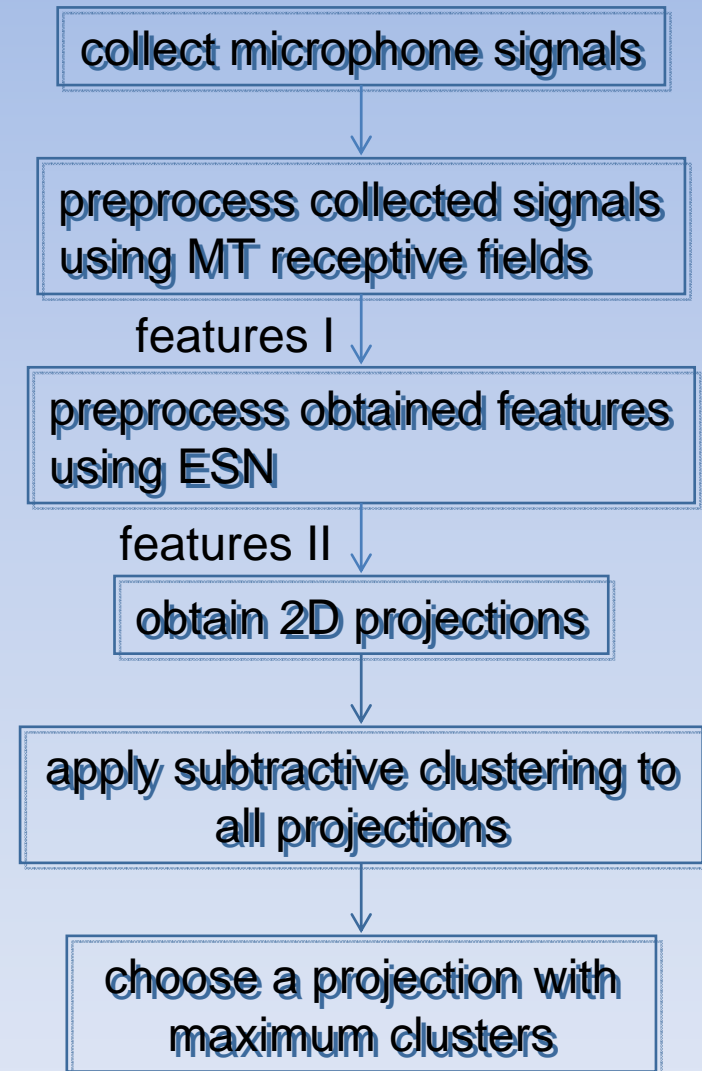 collect microphone signals
preprocess collected signals
using MT receptive fields
features I
preprocess obtained features
using ESN
features II
obtain 2D projections
apply subtractive clustering to
all projections
choose a projection with
maximum clusters